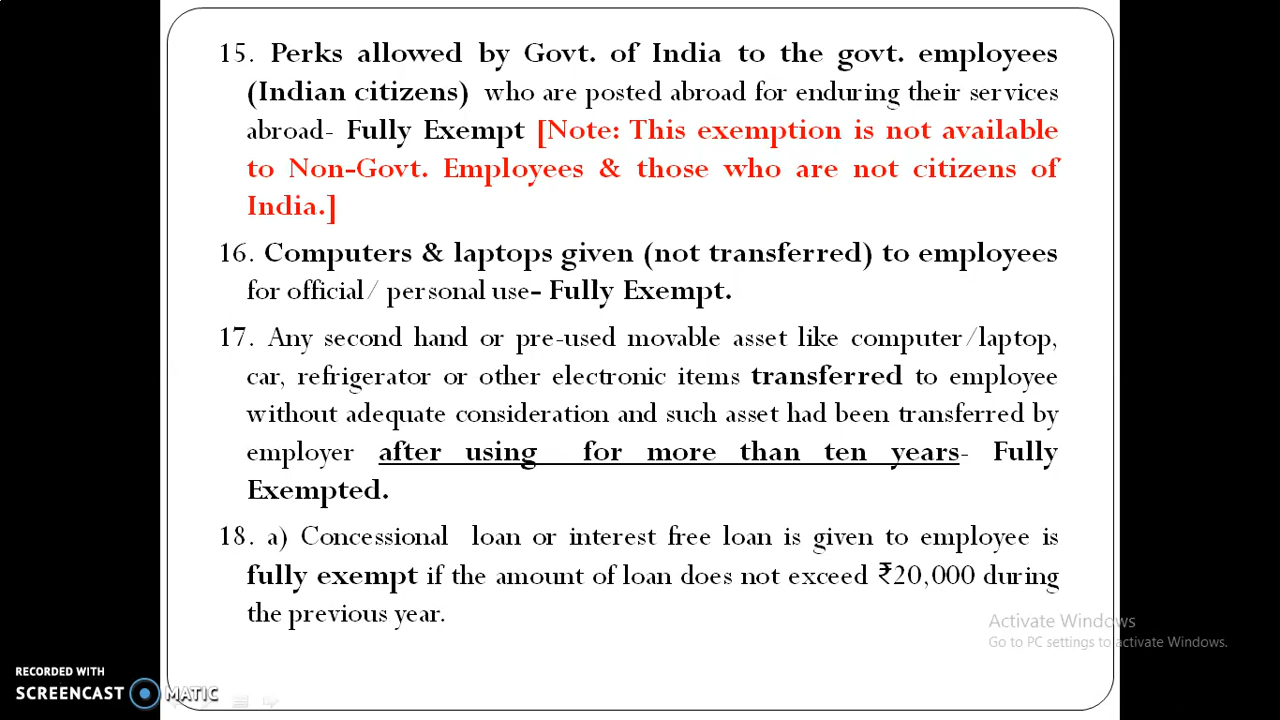 15. Perks allowed by Govt. of India to the govt. employees
(Indian citizens) who are posted abroad for enduring their services
abroad- Fully Exempt [Note: This exemption is not available
to Non-Govt. Employees & those who are not citizens of
India.]
16. Computers & laptops given (not transferred) to employees
for official/ personal use- Fully Exempt.
17. Any second hand or pre-used movable asset like computer/laptop,
car, refrigerator or other electronic items transferred to employee
without adequate consideration and such asset had been transferred by
employer after using for more than ten years- Fully
Exempted.
18. a) Concessional loan or interest free loan is given to employee is
fully exempt if the amount of loan does not exceed ₹20,000 during
the previous year.
Activate Windows
Go to PC settings to activate Windows.
RECORDED WITH
SCREENCAST MATIC